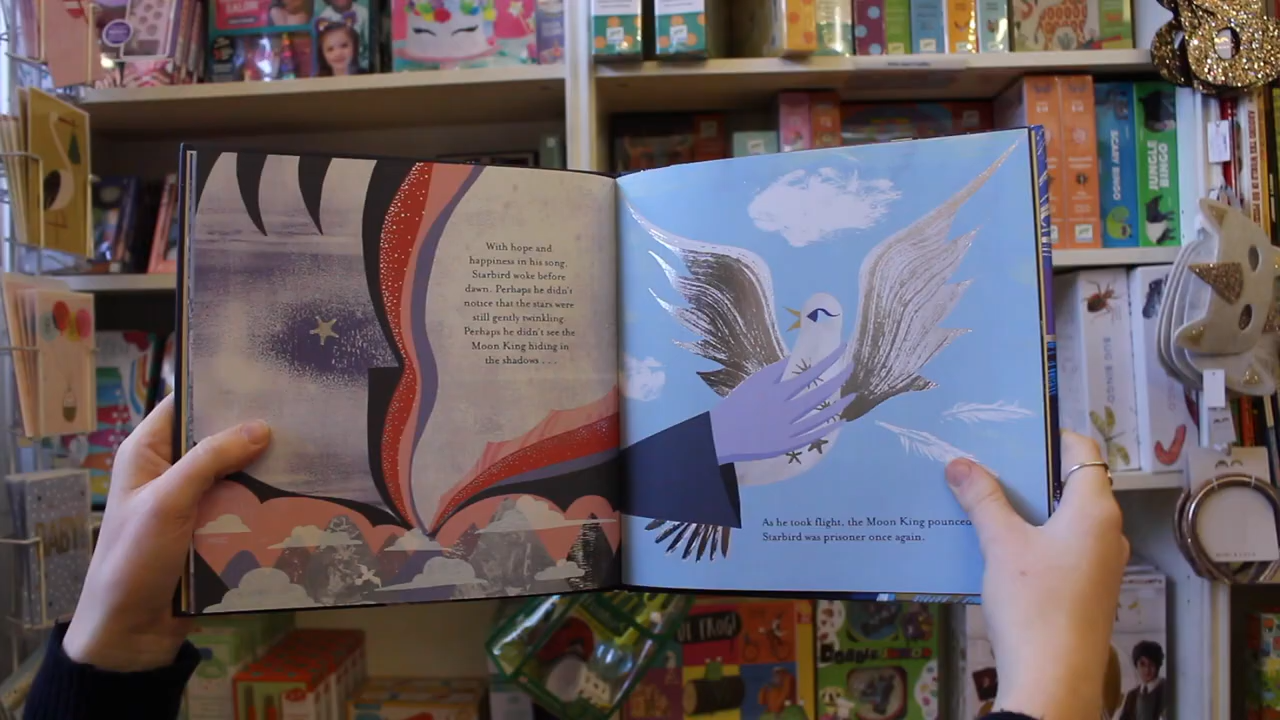 With hope and
happiness in his song,
Starbird woke before
dawn. Perhaps he didn't
notice that the stars were
still gently twinkling.
Perhaps he didn't see the
Moon King hiding in
the shadows . . .
As he took flight, the Moon King pounced
Starbird was prisoner once again.
JUNGLE
BINGO
BUG BINGO
BABY